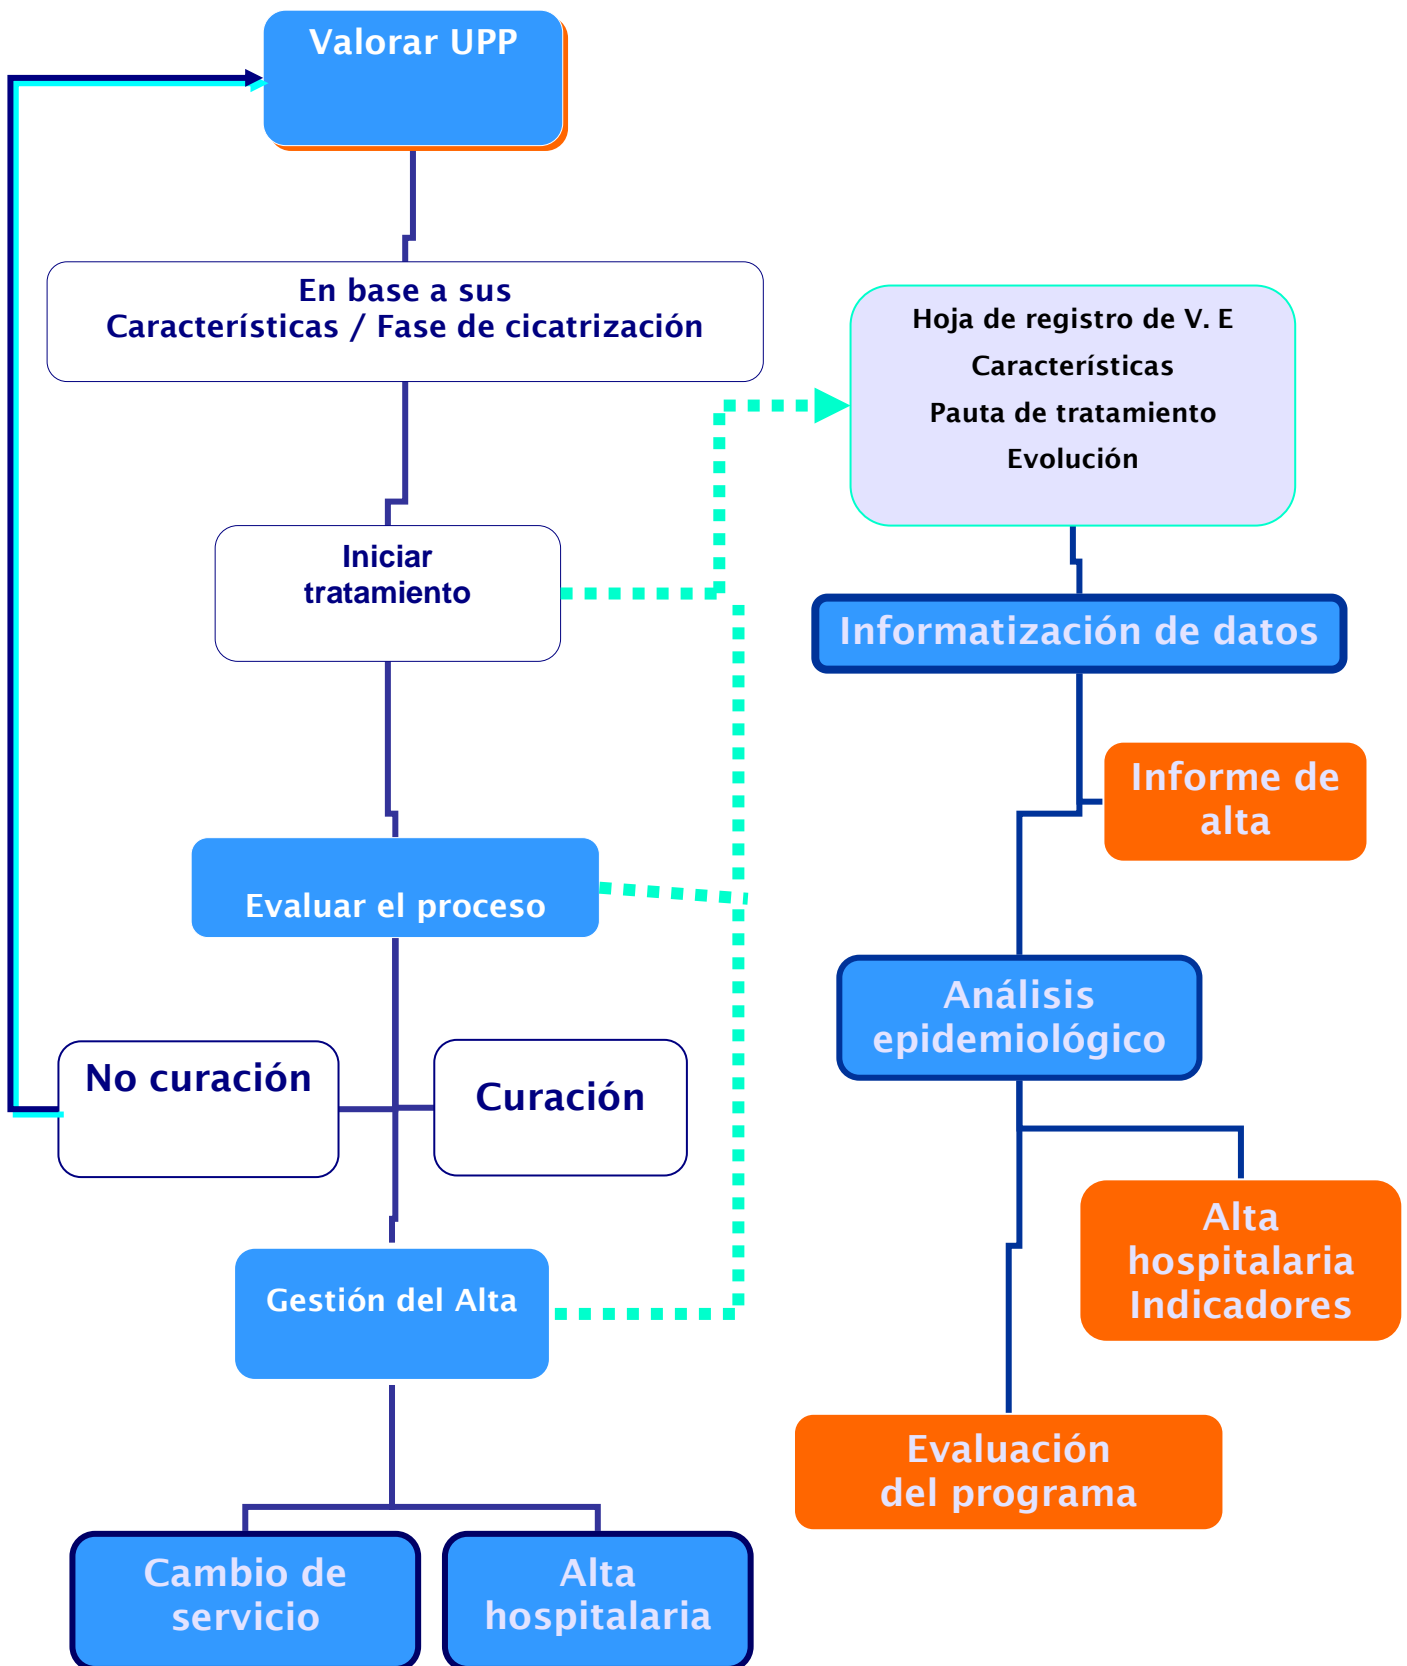 Valorar UPP
En base a sus
Características / Fase de cicatrización
Iniciar
tratamiento
Evaluar el proceso
No curación
Curación
Gestión del Alta
Cambio de
servicio
Alta
hospitalaria
Hoja de registro de V. E
Características
Pauta de tratamiento
Evolución
Informatización de datos
Informe de
alta
Análisis
epidemiológico
Alta
hospitalaria
Indicadores
Evaluación
del programa